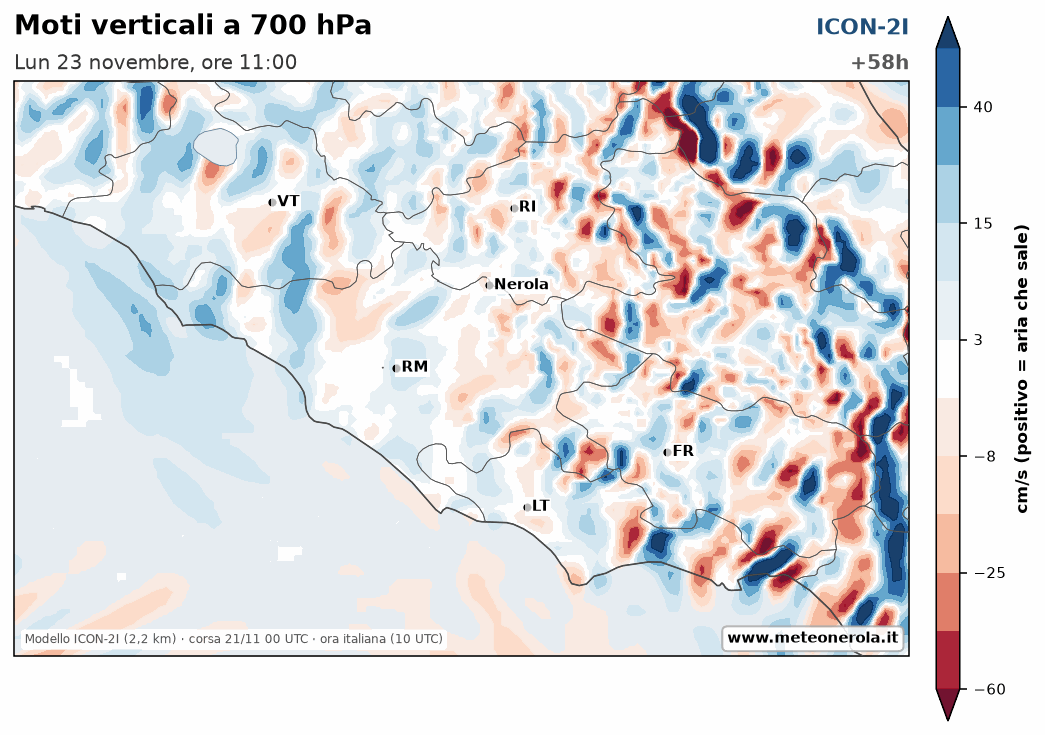 Moti verticali a 700 hPa
ICON-2I
Lun 23 novembre, ore 11:00
+58h
VT
RI
Nerola
RM
FR
LT
40
15
3
−8
−25
−60
cm/s (positivo = aria che sale)
Modello ICON-2I (2,2 km) · corsa 21/11 00 UTC · ora italiana (10 UTC)
www.meteonerola.it